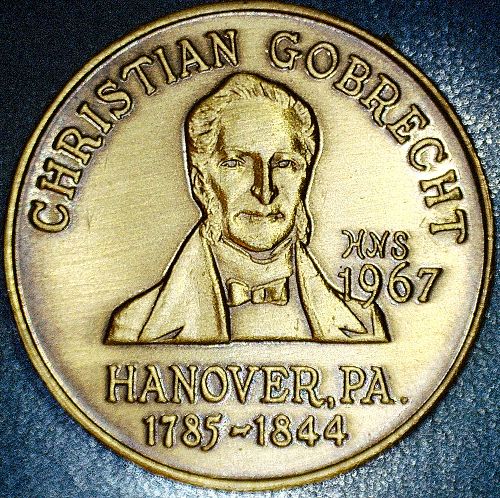 CHRISTIAN GOBRECHT
HNS
1967
HANOVER, PA.
1785~1844